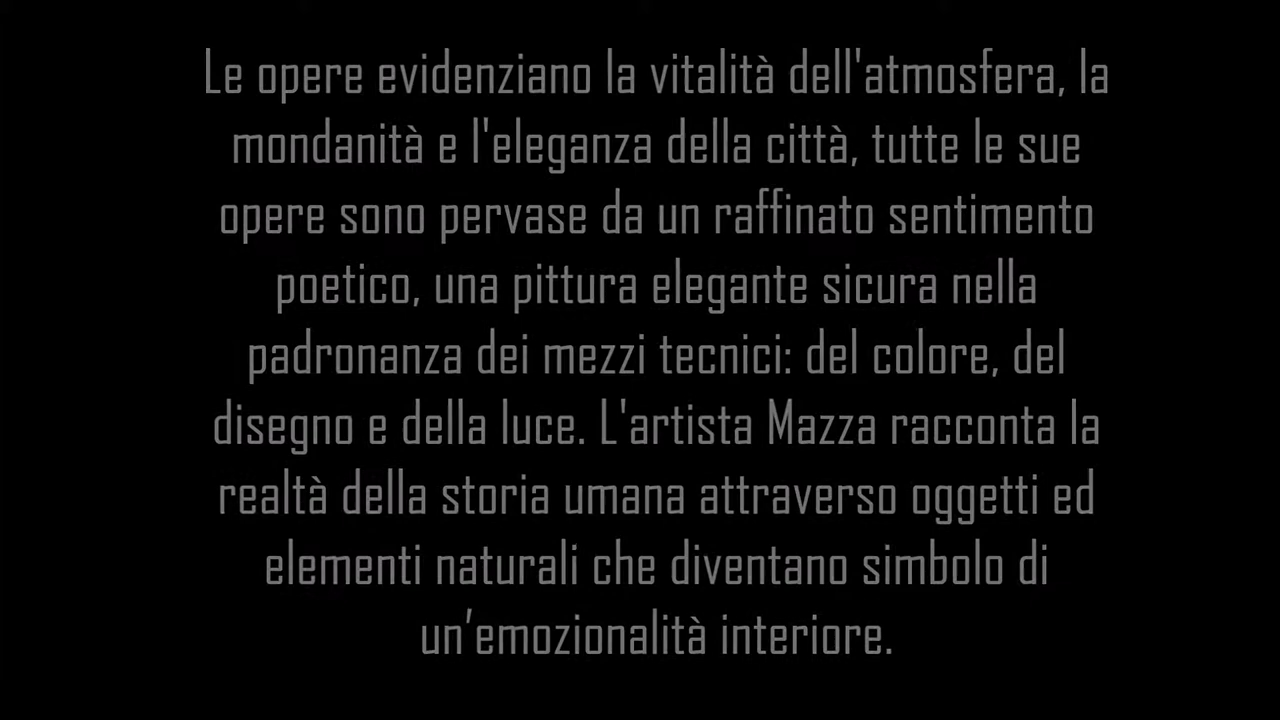 Le opere evidenziano la vitalità dell'atmosfera, la
mondanità e l'eleganza della città, tutte le sue
opere sono pervase da un raffinato sentimento
poetico, una pittura elegante sicura nella
padronanza dei mezzi tecnici: del colore, del
disegno e della luce. L'artista Mazza racconta la
realtà della storia umana attraverso oggetti ed
elementi naturali che diventano simbolo di
un’emozionalità interiore.